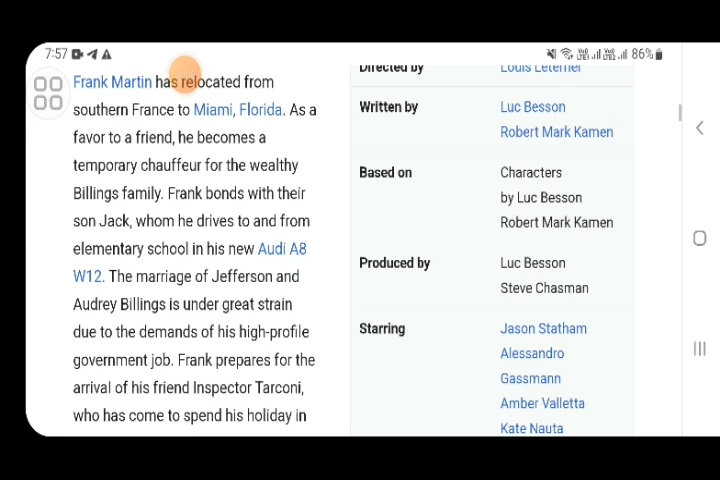 7:57
86%
Frank Martin has relocated from
southern France to Miami, Florida. As a
favor to a friend, he becomes a
temporary chauffeur for the wealthy
Billings family. Frank bonds with their
son Jack, whom he drives to and from
elementary school in his new Audi A8
W12. The marriage of Jefferson and
Audrey Billings is under great strain
due to the demands of his high-profile
government job. Frank prepares for the
arrival of his friend Inspector Tarconi,
who has come to spend his holiday in
Directed by Louis Leterrier
Written by Luc Besson
Robert Mark Kamen
Based on Characters
by Luc Besson
Robert Mark Kamen
Produced by Luc Besson
Steve Chasman
Starring Jason Statham
Alessandro
Gassmann
Amber Valletta
Kate Nauta